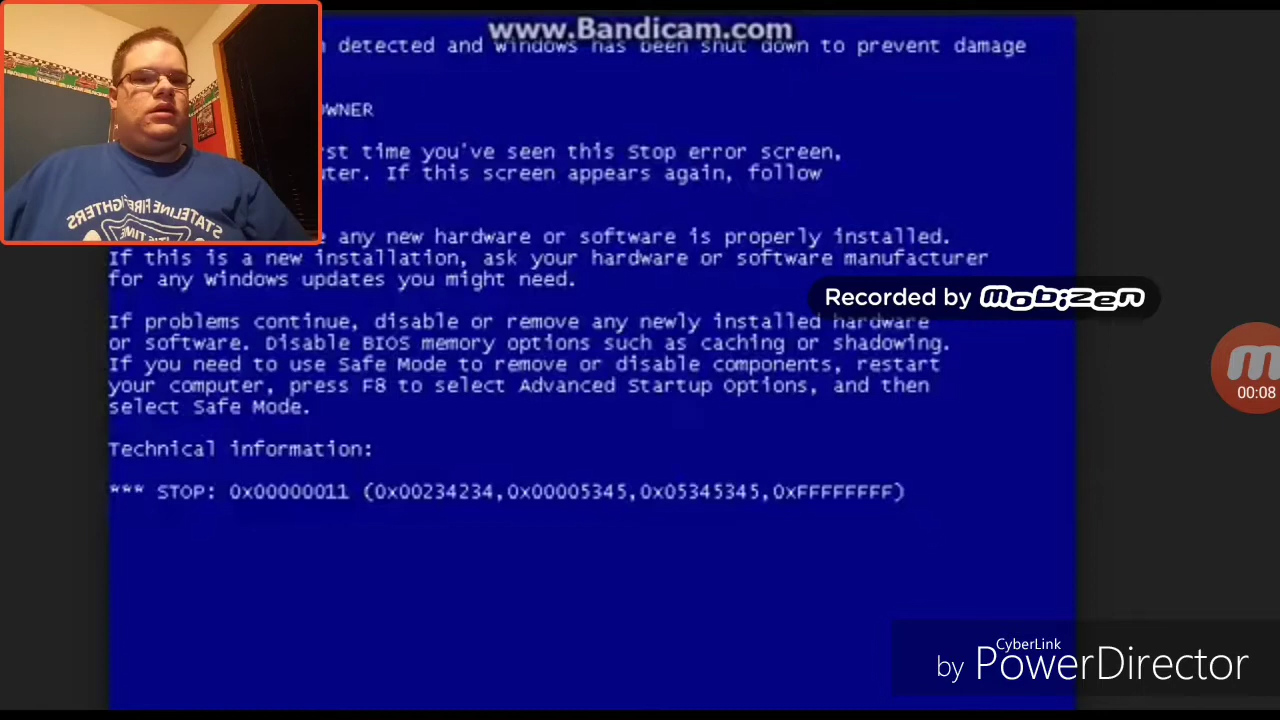 www.Bandicam.com
detected and Windows has been shut down to prevent damage
OWNER
rst time you've seen this Stop error screen,
uter. If this screen appears again, follow
any new hardware or software is properly installed.
If this is a new installation, ask your hardware or software manufacturer
for any Windows updates you might need.
Recorded by mobizen
If problems continue, disable or remove any newly installed hardware
or software. Disable BIOS memory options such as caching or shadowing.
If you need to use Safe Mode to remove or disable components, restart
your computer, press F8 to select Advanced Startup Options, and then
select Safe Mode.
00:08
Technical information:
*** STOP: 0x00000011 (0x00234234,0x00005345,0x05345345,0xFFFFFFFF)
STATELINE FIREFIGHTERS
IT'S TIME
CyberLink
by PowerDirector